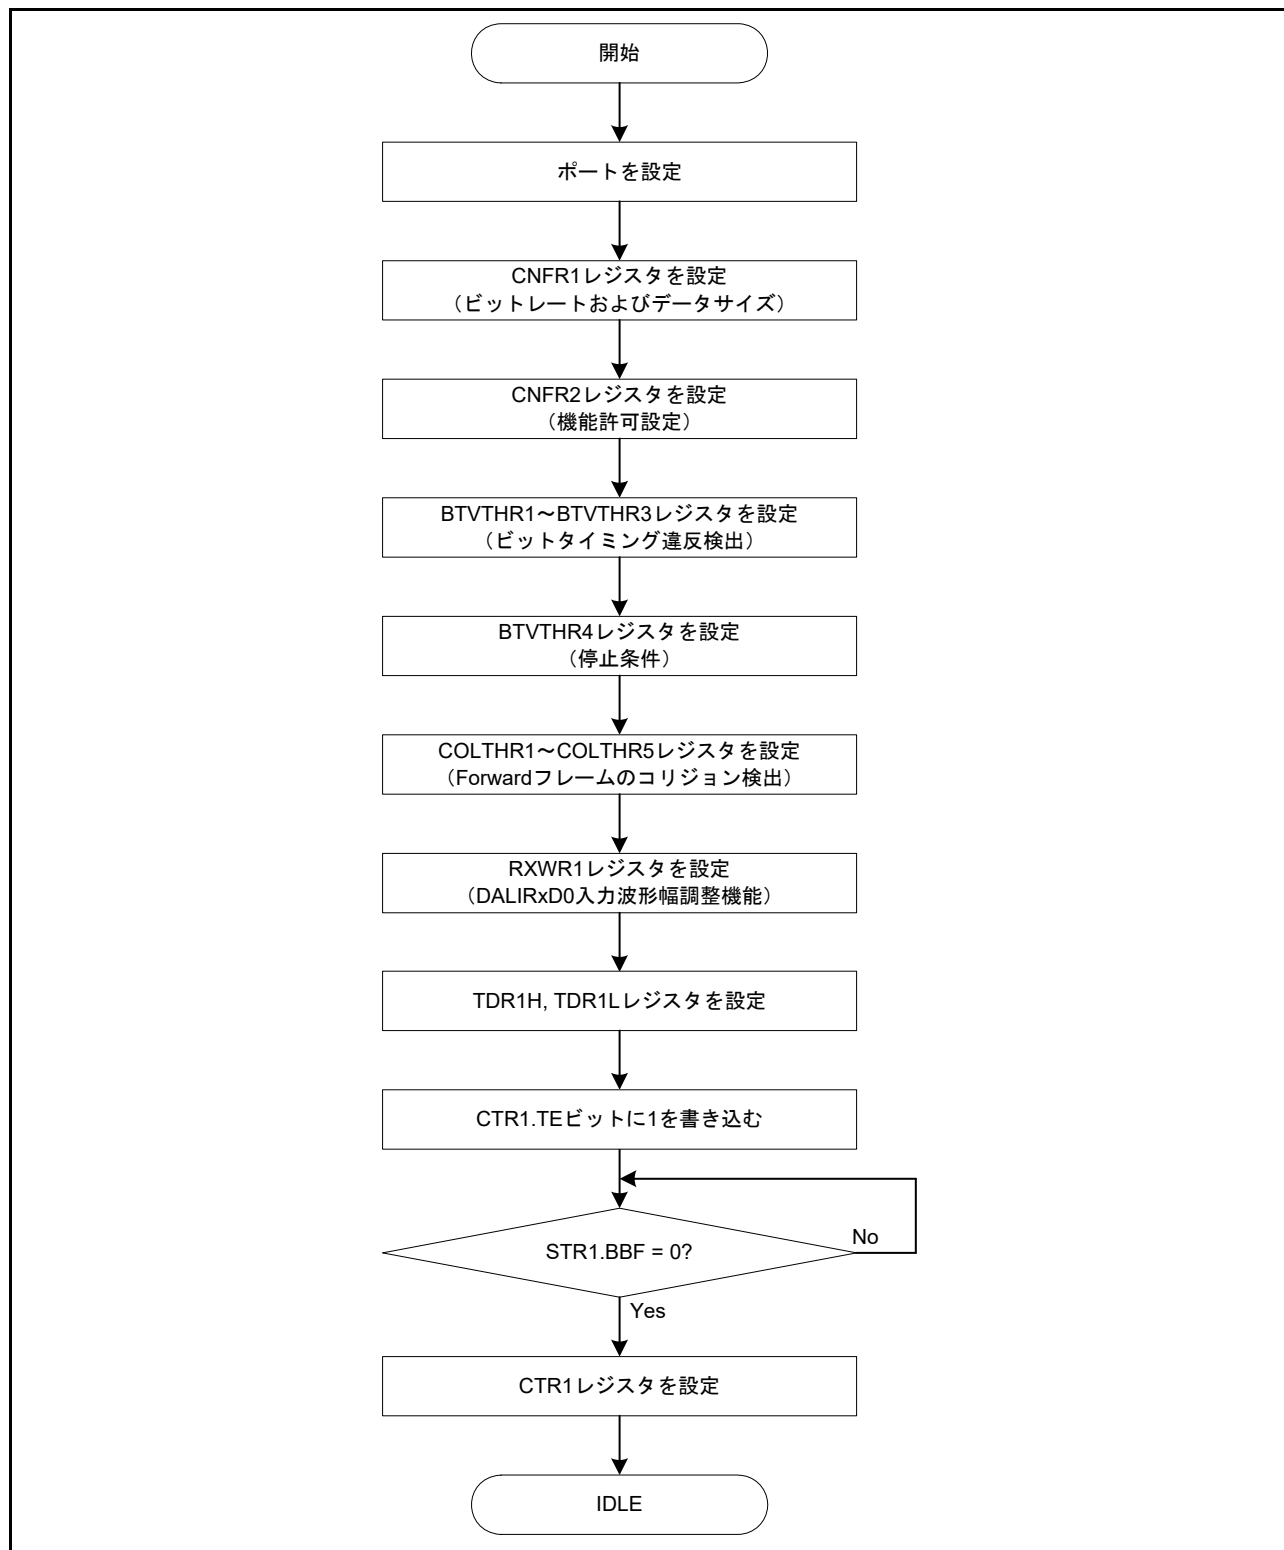 開始
ポートを設定
CNFR1レジスタを設定
（ビットレートおよびデータサイズ）
CNFR2レジスタを設定
（機能許可設定）
BTVTHR1～BTVTHR3レジスタを設定
（ビットタイミング違反検出）
BTVTHR4レジスタを設定
（停止条件）
COLTHR1～COLTHR5レジスタを設定
（Forwardフレームのコリジョン検出）
RXWR1レジスタを設定
（DALIRxD0入力波形幅調整機能）
TDR1H, TDR1Lレジスタを設定
CTR1.TEビットに1を書き込む
STR1.BBF = 0?
No
Yes
CTR1レジスタを設定
IDLE